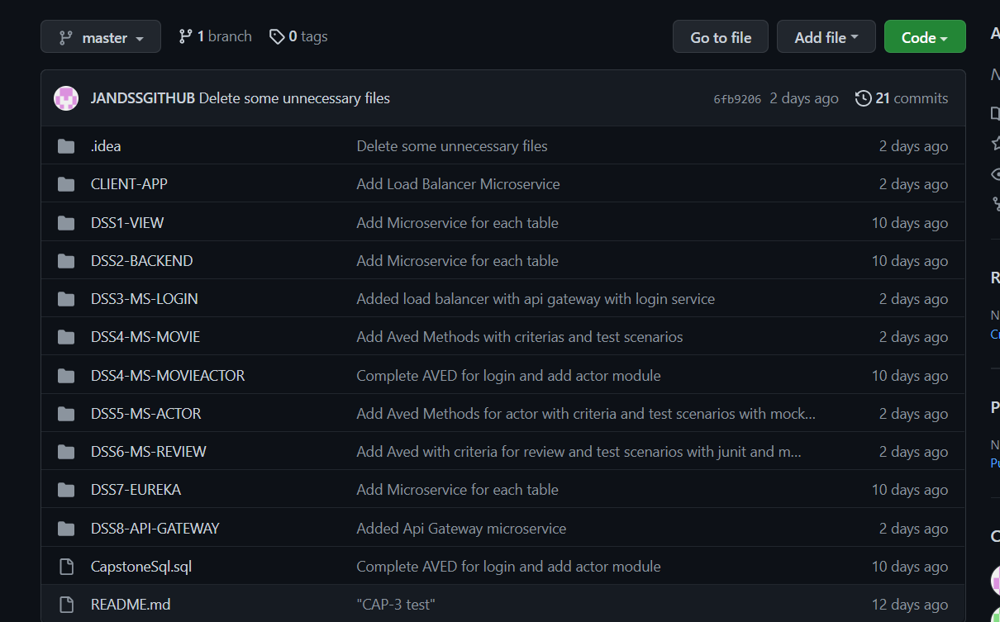 master 1 branch 0 tags Go to file Add file Code
JANDSSGITHUB Delete some unnecessary files 6fb9206 2 days ago 21 commits
.idea Delete some unnecessary files 2 days ago
CLIENT-APP Add Load Balancer Microservice 2 days ago
DSS1-VIEW Add Microservice for each table 10 days ago
DSS2-BACKEND Add Microservice for each table 10 days ago
DSS3-MS-LOGIN Added load balancer with api gateway with login service 2 days ago
DSS4-MS-MOVIE Add Aved Methods with criterias and test scenarios 2 days ago
DSS4-MS-MOVIEACTOR Complete AVED for login and add actor module 10 days ago
DSS5-MS-ACTOR Add Aved Methods for actor with criteria and test scenarios with mock... 2 days ago
DSS6-MS-REVIEW Add Aved with criteria for review and test scenarios with junit and m... 2 days ago
DSS7-EUREKA Add Microservice for each table 10 days ago
DSS8-API-GATEWAY Added Api Gateway microservice 2 days ago
CapstoneSql.sql Complete AVED for login and add actor module 10 days ago
README.md "CAP-3 test" 12 days ago